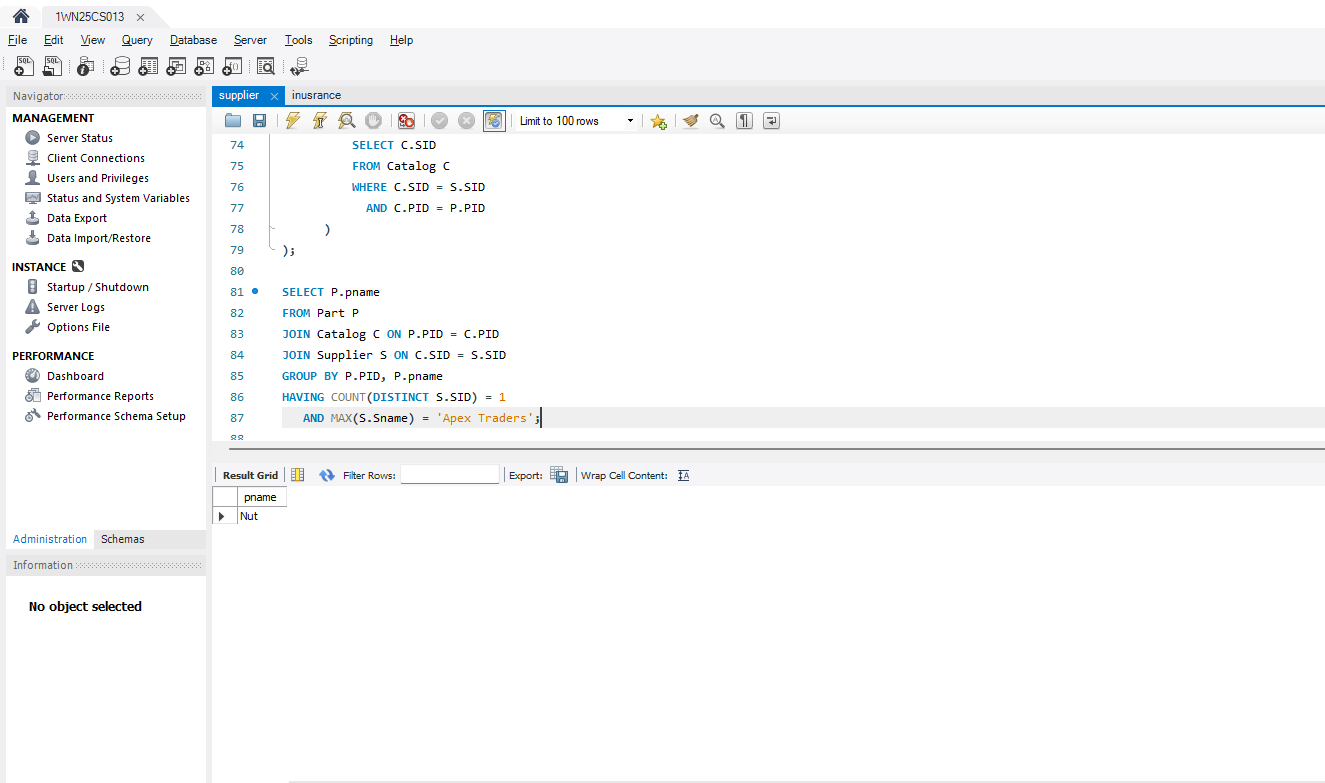 1WN25CS013
File Edit View Query Database Server Tools Scripting Help
Navigator
MANAGEMENT
Server Status
Client Connections
Users and Privileges
Status and System Variables
Data Export
Data Import/Restore
INSTANCE
Startup / Shutdown
Server Logs
Options File
PERFORMANCE
Dashboard
Performance Reports
Performance Schema Setup
Administration Schemas
Information
No object selected
supplier inusrance
Limit to 100 rows
74 SELECT C.SID
75 FROM Catalog C
76 WHERE C.SID = S.SID
77 AND C.PID = P.PID
78 )
79 );
80
81 SELECT P.pname
82 FROM Part P
83 JOIN Catalog C ON P.PID = C.PID
84 JOIN Supplier S ON C.SID = S.SID
85 GROUP BY P.PID, P.pname
86 HAVING COUNT(DISTINCT S.SID) = 1
87 AND MAX(S.Sname) = 'Apex Traders';
88
Result Grid Filter Rows: Export: Wrap Cell Content:
pname
Nut